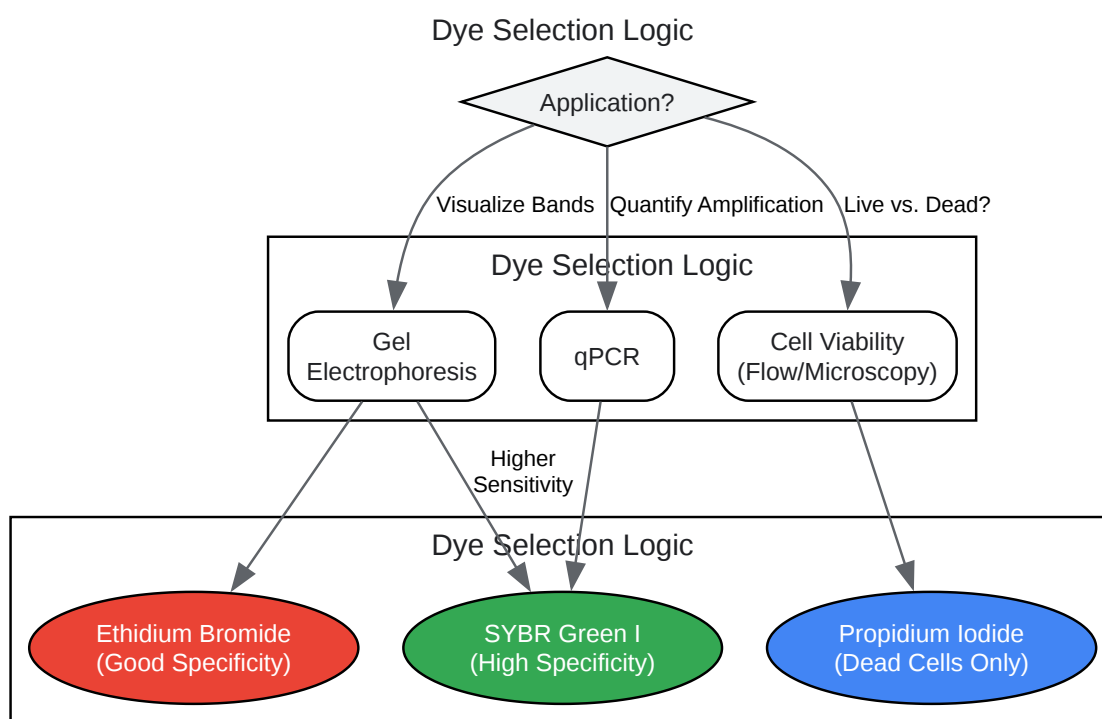 Dye Selection Logic
Application?
Visualize Bands
Quantify Amplification
Live vs. Dead?
Dye Selection Logic
Gel
Electrophoresis
qPCR
Cell Viability
(Flow/Microscopy)
Higher
Sensitivity
Dye Selection Logic
Ethidium Bromide
(Good Specificity)
SYBR Green I
(High Specificity)
Propidium Iodide
(Dead Cells Only)